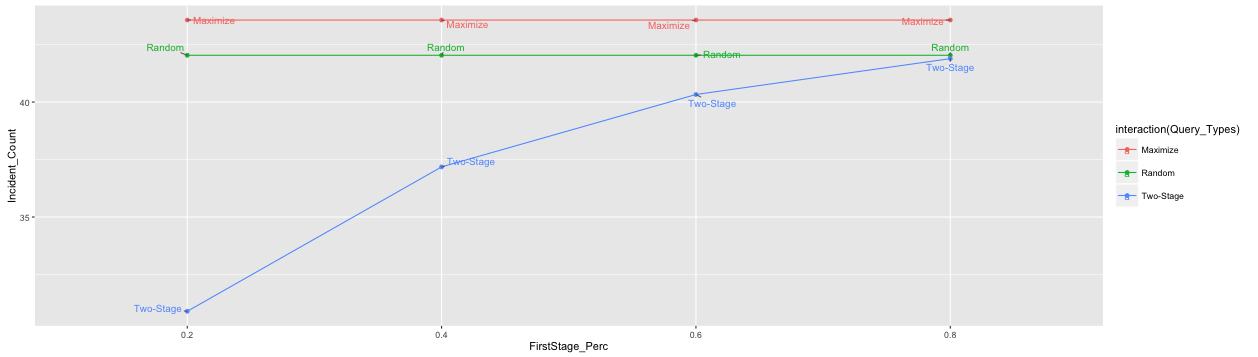 Maximize
Maximize
Maximize
Maximize
Random
Random
Random
Random
Two-Stage
Two-Stage
Two-Stage
Two-Stage
40
35
Incident_Count
0.2
0.4
0.6
0.8
FirstStage_Perc
interaction(Query_Types)
Maximize
Random
Two-Stage